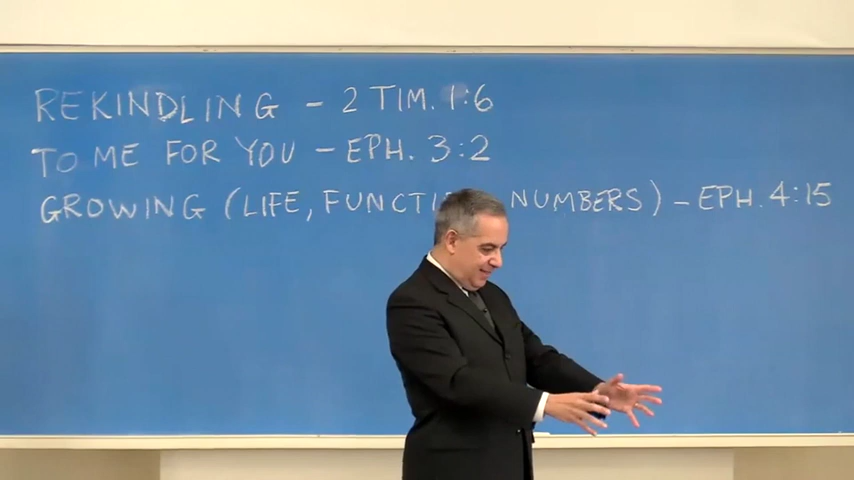 REKINDLING - 2 TIM. 1:6
TO ME FOR YOU - EPH. 3:2
GROWING (LIFE, NUMBERS) - EPH. 4:15